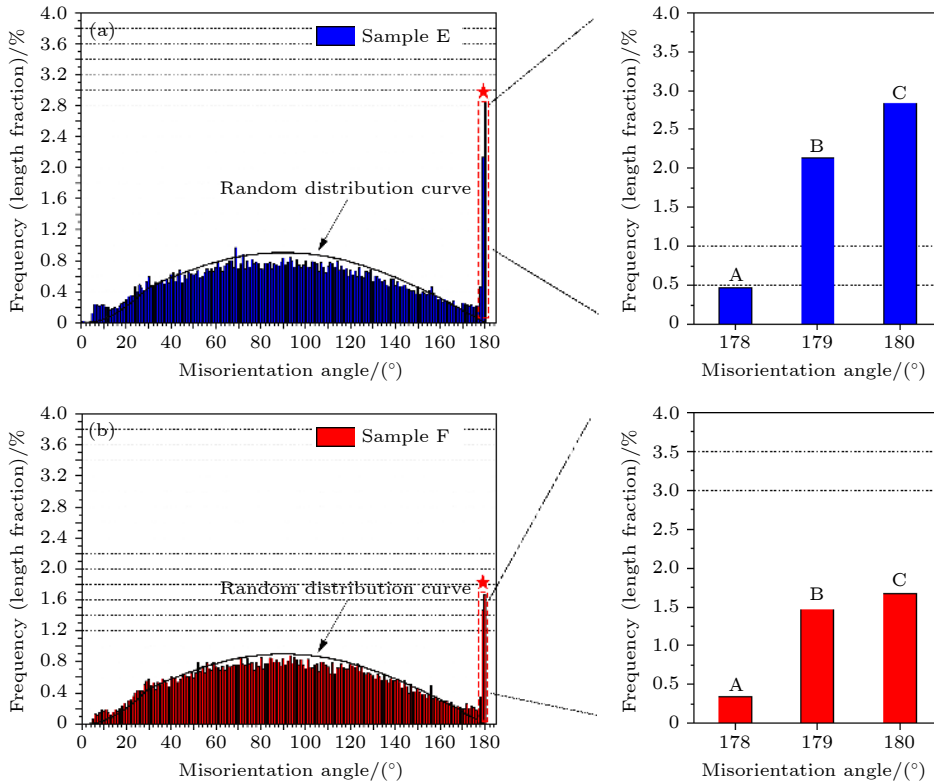 (a)
Sample E
Random distribution curve
Frequency (length fraction)/%
4.0
3.6
3.2
2.8
2.4
2.0
1.6
1.2
0.8
0.4
0
0 20 40 60 80 100 120 140 160 180
Misorientation angle/(°)
Frequency (length fraction)/%
4.0
3.5
3.0
2.5
2.0
1.5
1.0
0.5
0
A
B
C
178 179 180
Misorientation angle/(°)
(b)
Sample F
Random distribution curve
Frequency (length fraction)/%
4.0
3.6
3.2
2.8
2.4
2.0
1.6
1.2
0.8
0.4
0
0 20 40 60 80 100 120 140 160 180
Misorientation angle/(°)
Frequency (length fraction)/%
4.0
3.5
3.0
2.5
2.0
1.5
1.0
0.5
0
A
B
C
178 179 180
Misorientation angle/(°)